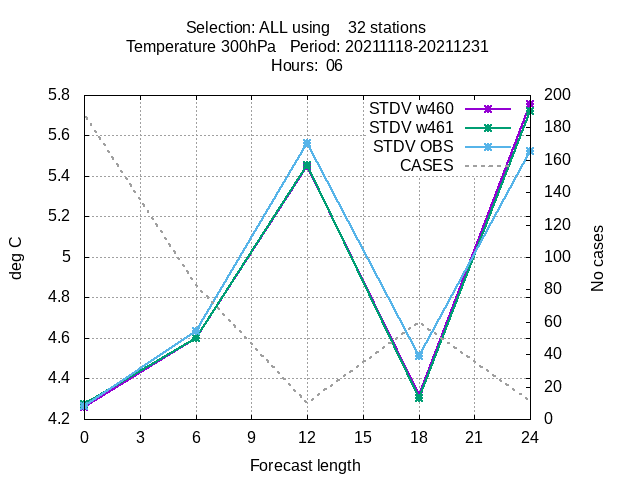 Selection: ALL using    32 stations
Temperature 300hPa   Period: 20211118-20211231
Hours:  06
STDV w460
STDV w461
STDV OBS
CASES
deg C
5.8
5.6
5.4
5.2
5
4.8
4.6
4.4
4.2
200
180
160
140
120
100
80
60
40
20
0
No cases
0 3 6 9 12 15 18 21 24
Forecast length